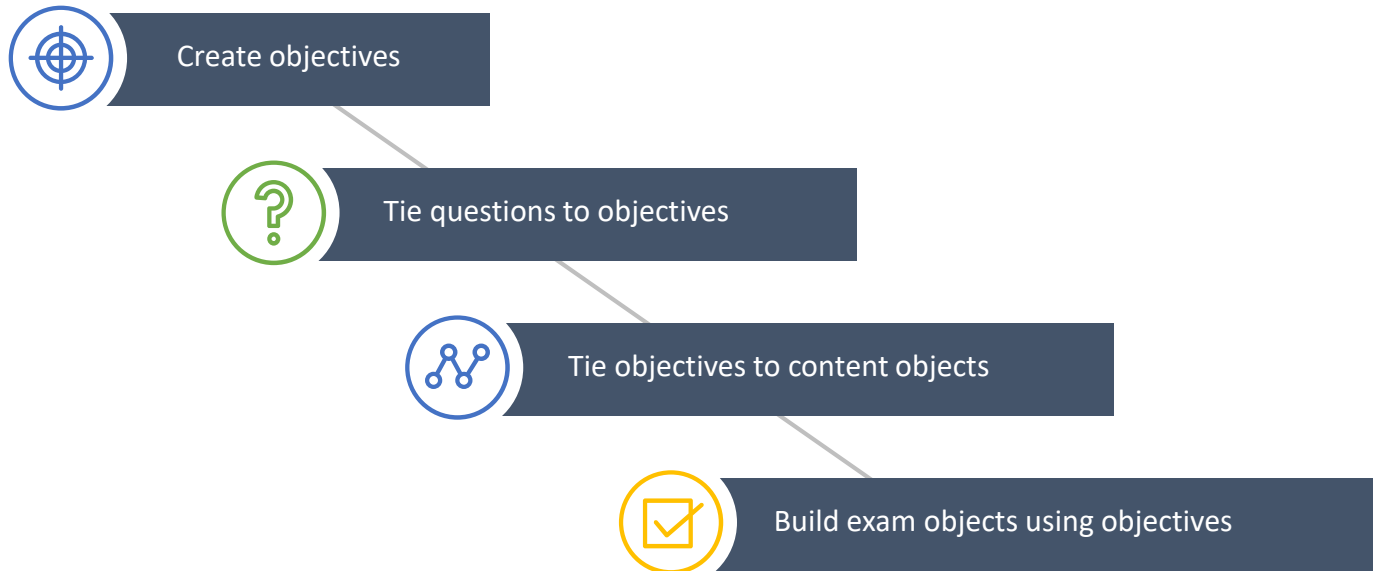 Create objectives
Tie questions to objectives
Tie objectives to content objects
Build exam objects using objectives